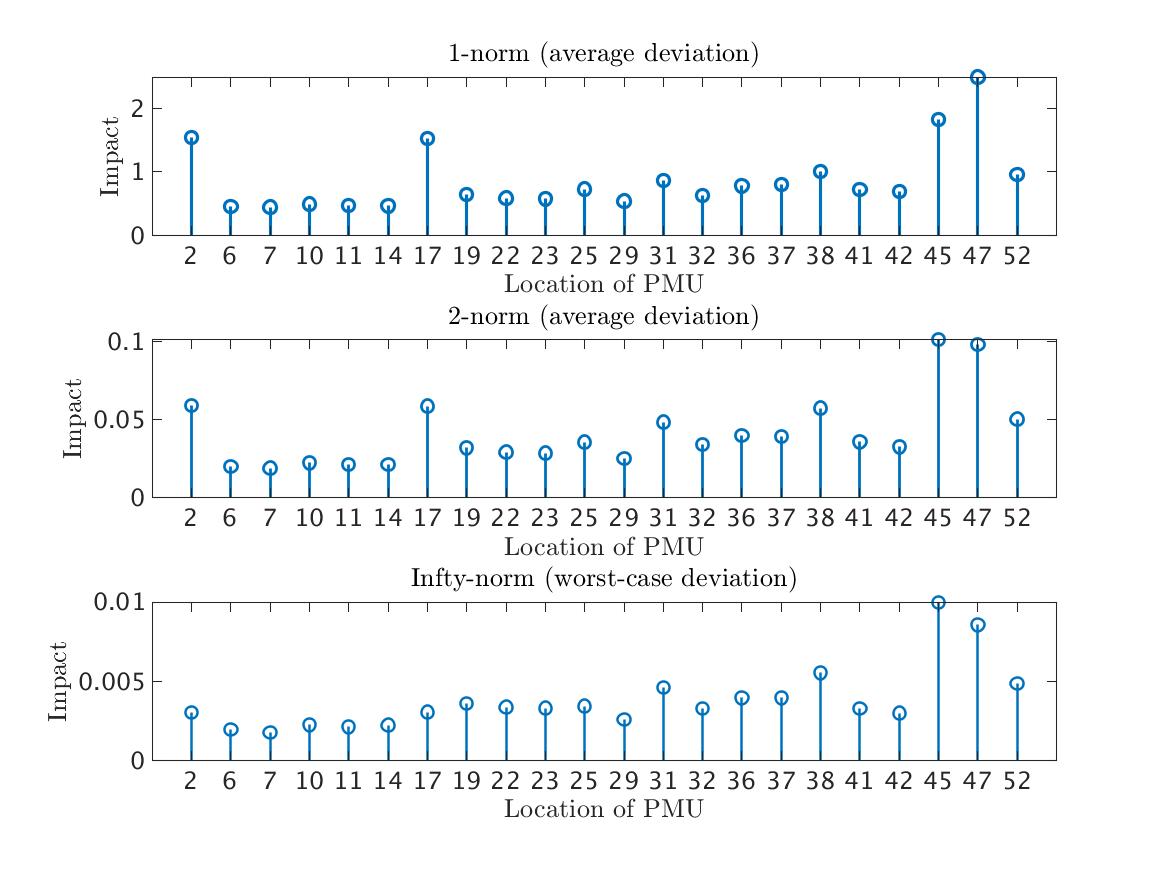 1-norm (average deviation)
Impact
2
1
0
2 6 7 10 11 14 17 19 22 23 25 29 31 32 36 37 38 41 42 45 47 52
Location of PMU
2-norm (average deviation)
Impact
0.1
0.05
0
2 6 7 10 11 14 17 19 22 23 25 29 31 32 36 37 38 41 42 45 47 52
Location of PMU
Infty-norm (worst-case deviation)
Impact
0.01
0.005
0
2 6 7 10 11 14 17 19 22 23 25 29 31 32 36 37 38 41 42 45 47 52
Location of PMU